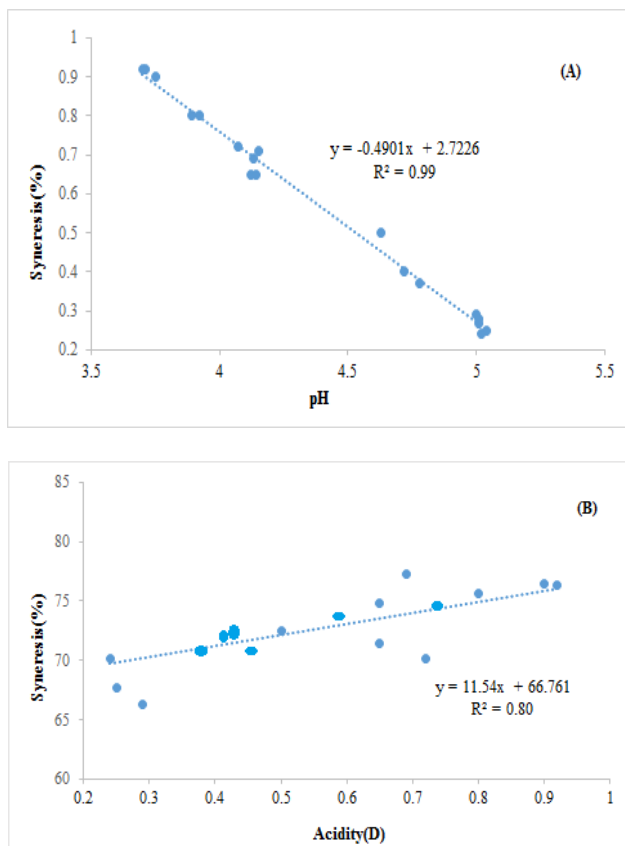 1
0.9
0.8
0.7
0.6
0.5
0.4
0.3
0.2
Syneresis(%)
(A)
y = -0.4901x + 2.7226
R² = 0.99
3.5 4 4.5 5 5.5
pH
85
80
75
70
65
60
Syneresis(%)
(B)
y = 11.54x + 66.761
R² = 0.80
0.2 0.3 0.4 0.5 0.6 0.7 0.8 0.9 1
Acidity(D)